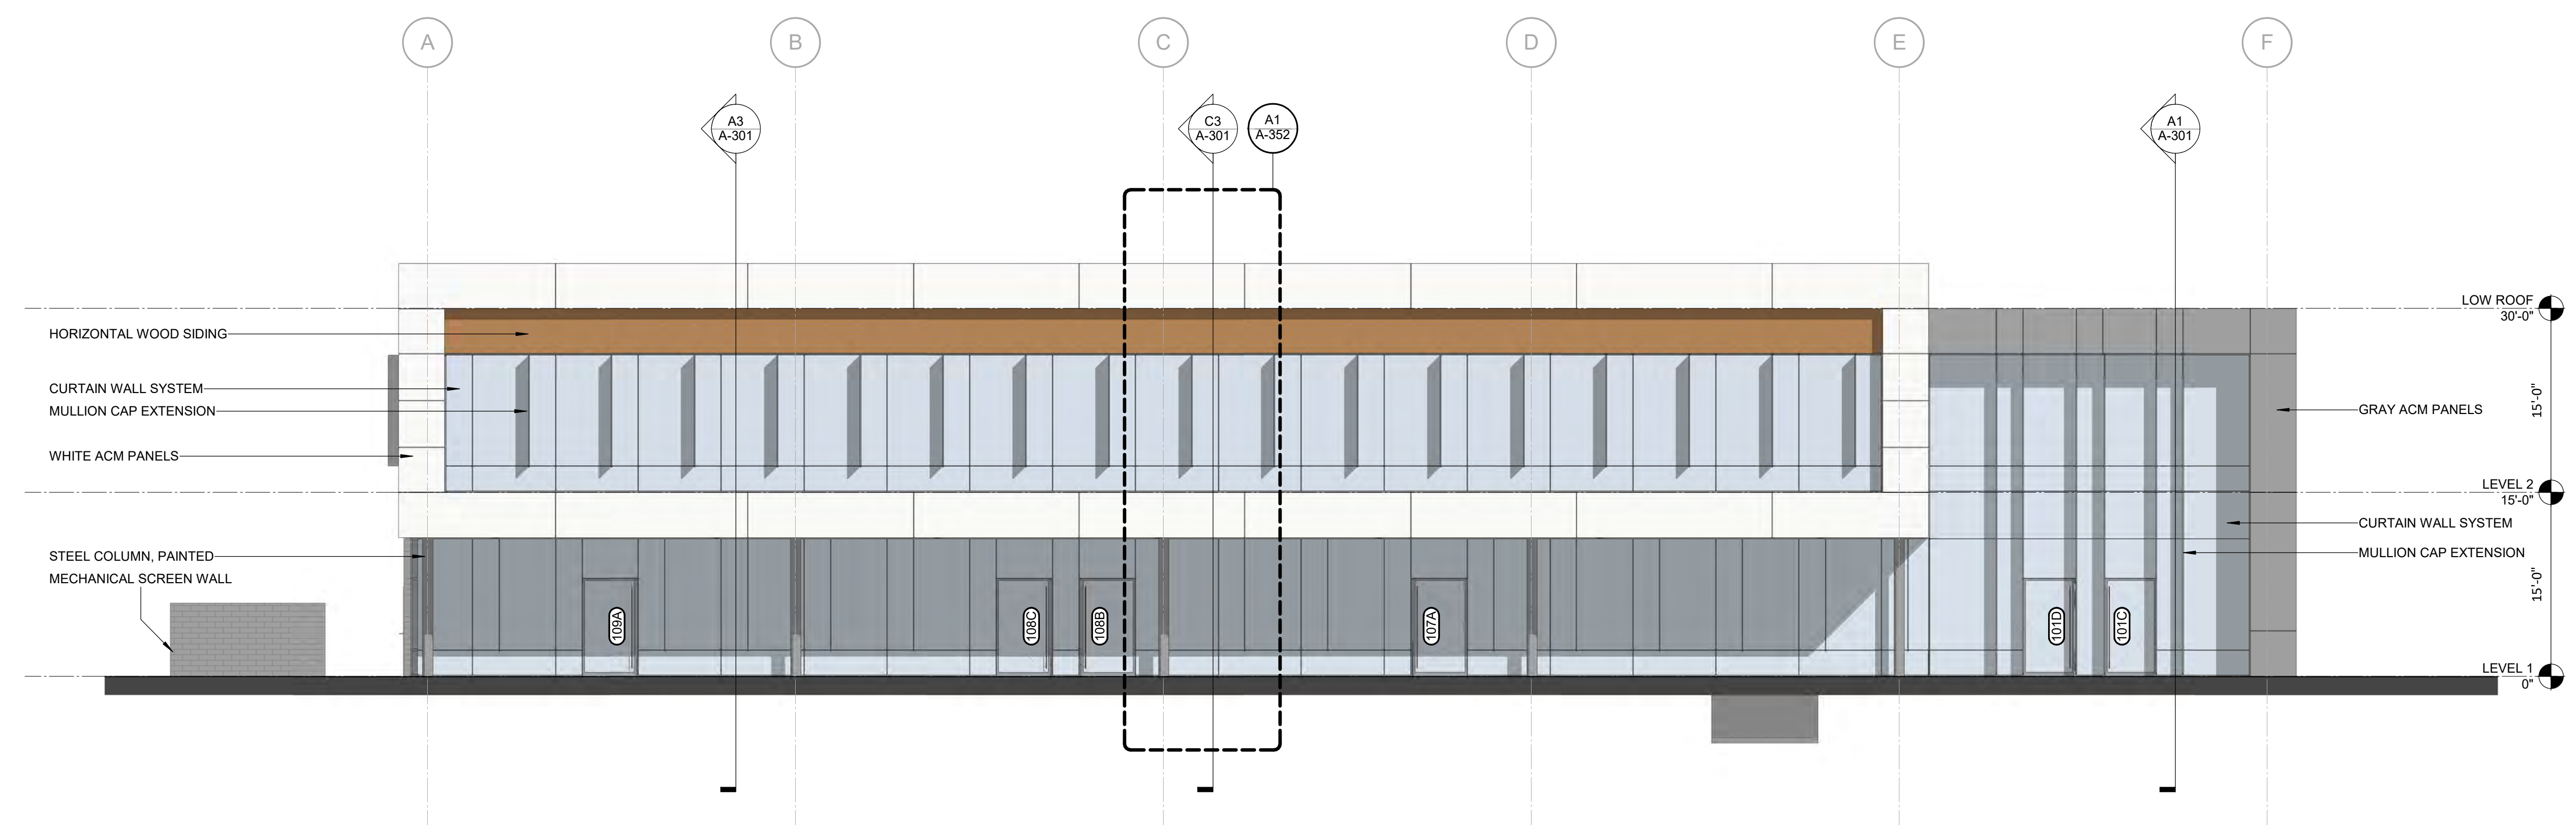 A
B
C
D
E
F
A3
A-301
C3
A-301
A1
A-352
A1
A-301
LOW ROOF
30'-0"
HORIZONTAL WOOD SIDING
CURTAIN WALL SYSTEM
MULLION CAP EXTENSION
GRAY ACM PANELS
15'-0"
WHITE ACM PANELS
LEVEL 2
15'-0"
CURTAIN WALL SYSTEM
STEEL COLUMN, PAINTED
MULLION CAP EXTENSION
MECHANICAL SCREEN WALL
15'-0"
109A
108C
108B
107A
101D
101C
LEVEL 1
0"